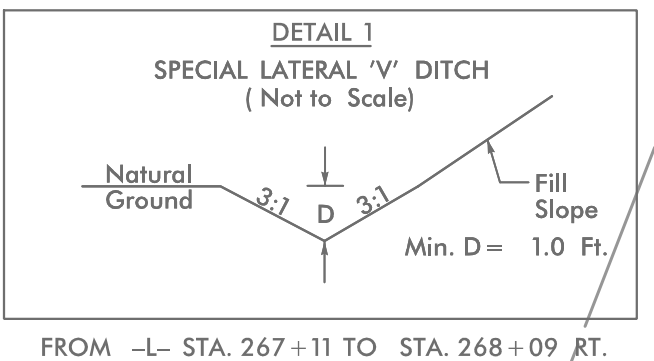 DETAIL 1
SPECIAL LATERAL 'V' DITCH
( Not to Scale)
Natural
Ground
3:1
D
3:1
Fill
Slope
Min. D= 1.0 Ft.
FROM -L- STA. 267+11 TO STA. 268+09 RT.